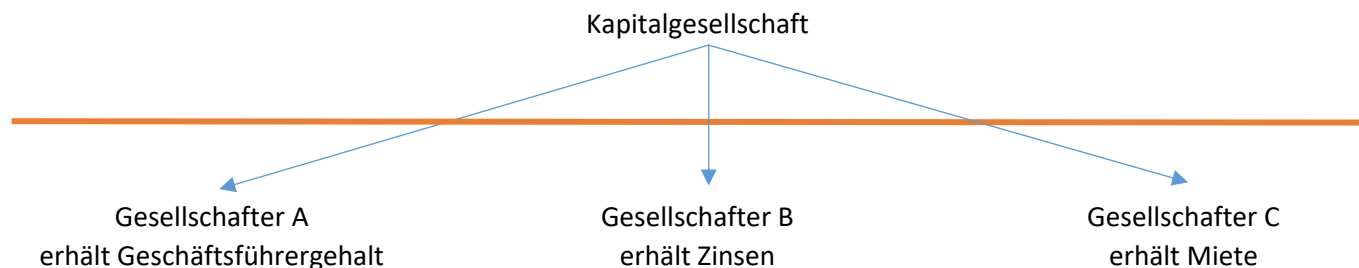 Kapitalgesellschaft
Gesellschafter A
erhält Geschäftsführergehalt
Gesellschafter B
erhält Zinsen
Gesellschafter C
erhält Miete